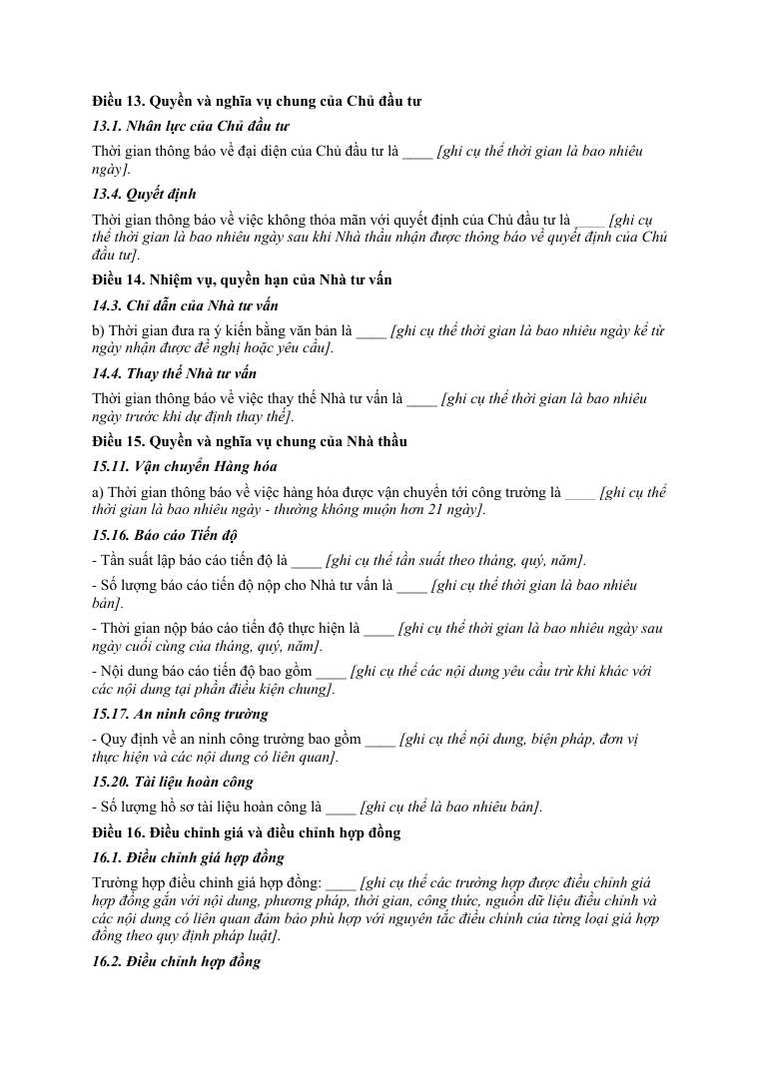 Điều 13. Quyền và nghĩa vụ chung của Chủ đầu tư
13.1. Nhân lực của Chủ đầu tư
Thời gian thông báo về đại diện của Chủ đầu tư là ____ [ghi cụ thể thời gian là bao nhiêu
ngày].
13.4. Quyết định
Thời gian thông báo về việc không thỏa mãn với quyết định của Chủ đầu tư là ____ [ghi cụ
thể thời gian là bao nhiêu ngày sau khi Nhà thầu nhận được thông báo về quyết định của Chủ
đầu tư].
Điều 14. Nhiệm vụ, quyền hạn của Nhà tư vấn
14.3. Chỉ dẫn của Nhà tư vấn
b) Thời gian đưa ra ý kiến bằng văn bản là ____ [ghi cụ thể thời gian là bao nhiêu ngày kể từ
ngày nhận được đề nghị hoặc yêu cầu].
14.4. Thay thế Nhà tư vấn
Thời gian thông báo về việc thay thế Nhà tư vấn là ____ [ghi cụ thể thời gian là bao nhiêu
ngày trước khi dự định thay thế].
Điều 15. Quyền và nghĩa vụ chung của Nhà thầu
15.11. Vận chuyển Hàng hóa
a) Thời gian thông báo về việc hàng hóa được vận chuyển tới công trường là ____ [ghi cụ thể
thời gian là bao nhiêu ngày - thường không muộn hơn 21 ngày].
15.16. Báo cáo Tiến độ
- Tần suất lập báo cáo tiến độ là ____ [ghi cụ thể tần suất theo tháng, quý, năm].
- Số lượng báo cáo tiến độ nộp cho Nhà tư vấn là ____ [ghi cụ thể thời gian là bao nhiêu
bản].
- Thời gian nộp báo cáo tiến độ thực hiện là ____ [ghi cụ thể thời gian là bao nhiêu ngày sau
ngày cuối cùng của tháng, quý, năm].
- Nội dung báo cáo tiến độ bao gồm ____ [ghi cụ thể các nội dung yêu cầu trừ khi khác với
các nội dung tại phần điều kiện chung].
15.17. An ninh công trường
- Quy định về an ninh công trường bao gồm ____ [ghi cụ thể nội dung, biện pháp, đơn vị
thực hiện và các nội dung có liên quan].
15.20. Tài liệu hoàn công
- Số lượng hồ sơ tài liệu hoàn công là ____ [ghi cụ thể là bao nhiêu bản].
Điều 16. Điều chỉnh giá và điều chỉnh hợp đồng
16.1. Điều chỉnh giá hợp đồng
Trường hợp điều chỉnh giá hợp đồng: ____ [ghi cụ thể các trường hợp được điều chỉnh giá
hợp đồng gắn với nội dung, phương pháp, thời gian, công thức, nguồn dữ liệu điều chỉnh và
các nội dung có liên quan đảm bảo phù hợp với nguyên tắc điều chỉnh của từng loại giá hợp
đồng theo quy định pháp luật].
16.2. Điều chỉnh hợp đồng